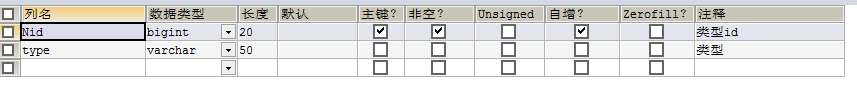 列名 数据类型 长度 默认 主键? 非空? Unsigned 自增? Zerofill? 注释
Nid bigint 20 类型id
type varchar 50 类型